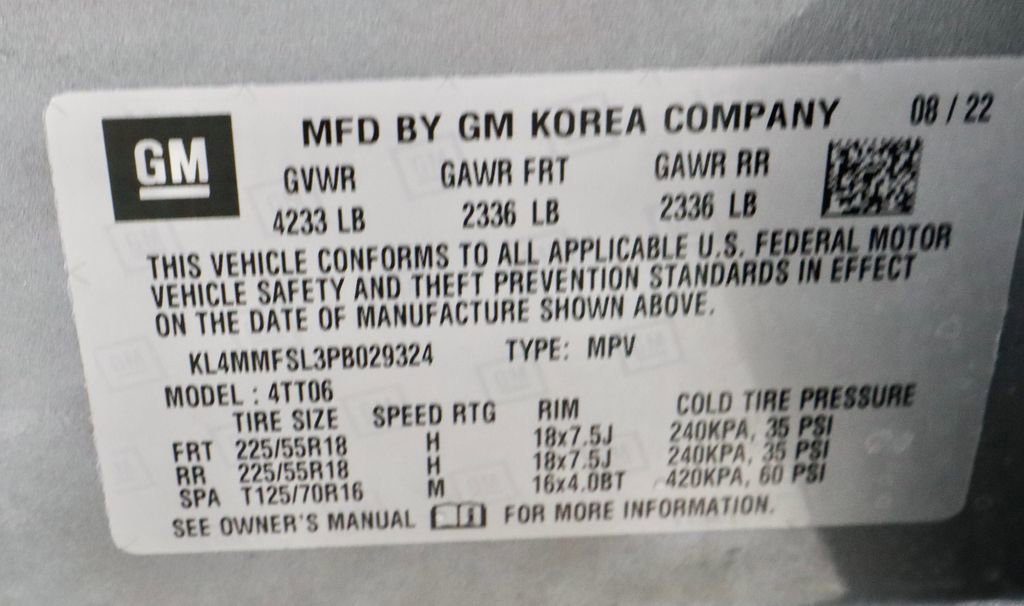 GM
MFD BY GM KOREA COMPANY 08 / 22
GVWR GAWR FRT GAWR RR
4233 LB 2336 LB 2336 LB
THIS VEHICLE CONFORMS TO ALL APPLICABLE U.S. FEDERAL MOTOR
VEHICLE SAFETY AND THEFT PREVENTION STANDARDS IN EFFECT
ON THE DATE OF MANUFACTURE SHOWN ABOVE.
KL4MMFSL3PB029324 TYPE: MPV
MODEL : 4TT06
TIRE SIZE SPEED RTG RIM COLD TIRE PRESSURE
FRT 225/55R18 H 18x7.5J 240KPA, 35 PSI
RR 225/55R18 H 18x7.5J 240KPA, 35 PSI
SPA T125/70R16 M 16x4.0BT 420KPA, 60 PSI
SEE OWNER'S MANUAL FOR MORE INFORMATION.